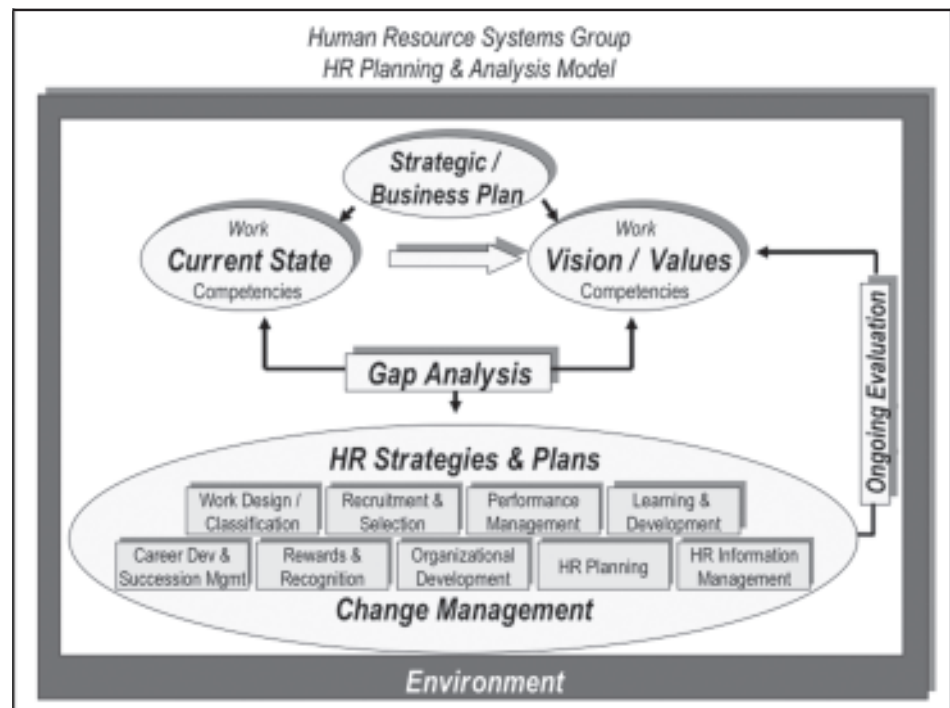 Human Resource Systems Group
HR Planning & Analysis Model
Strategic /
Business Plan
Work
Current State
Competencies
Work
Vision / Values
Competencies
Gap Analysis
Ongoing Evaluation
HR Strategies & Plans
Work Design /
Classification
Recruitment &
Selection
Performance
Management
Learning &
Development
Career Dev &
Succession Mgmt
Rewards &
Recognition
Organizational
Development
HR Planning
HR Information
Management
Change Management
Environment